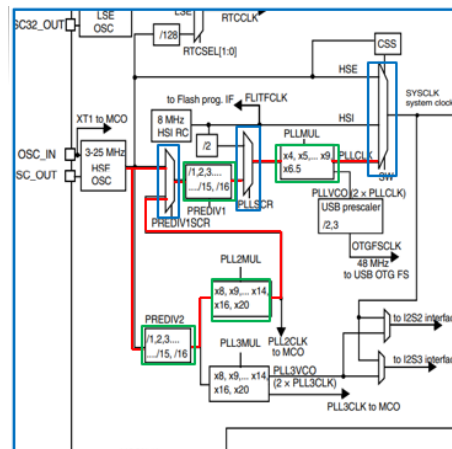 SC32_OUT
LSE
OSC
/128
RTCCLK
RTCSEL[1:0]
CSS
to Flash prog. IF
FLITFCLK
HSE
SYSCLK
system clock
XT1 to MCO
8 MHz
HSI RC
HSI
/2
PLLMUL
OSC_IN
SC_OUT
3-25 MHz
HSE
OSC
/1,2,3....
..../15, /16
PREDIV1
PREDIV1SCR
PLLSCR
x4, x5,... x9,
x6.5
PLLCLK
SW
PLLVCO (2 × PLLCLK)
USB prescaler
/2,3
OTGFSCLK
48 MHz
to USB OTG FS
PLL2MUL
x8, x9,... x14,
x16, x20
PREDIV2
/1,2,3....
..../15, /16
PLL2CLK
to MCO
PLL3MUL
x8, x9,... x14,
x16, x20
PLL3VCO
(2 × PLL3CLK)
PLL3CLK to MCO
to I2S2 interfac
to I2S3 interfac